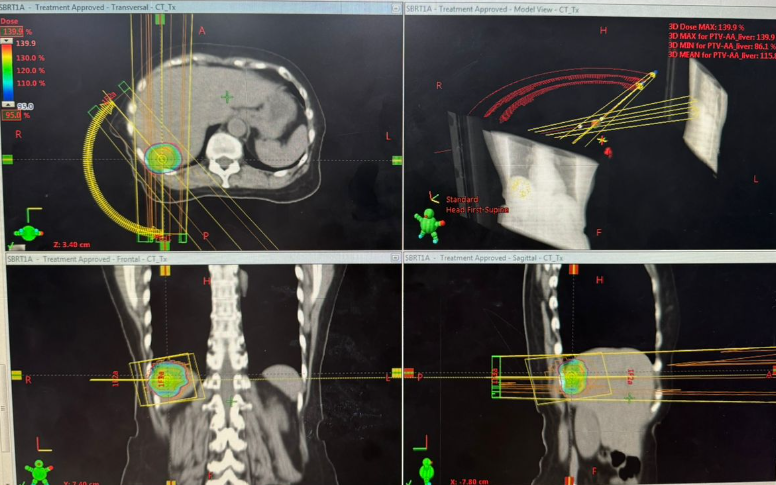 SBRT1A - Treatment Approved - Transversal - CT_Tx
Dose
139.9 %
139.9
130.0 %
120.0 %
110.0 %
95.0
95.0 %
A
R
L
P
Z: 3.40 cm
SBRT1A - Treatment Approved - Model View - CT_Tx
3D Dose MAX: 139.9 %
3D MAX for PTV-AA_liver: 139.9
3D MIN for PTV-AA_liver: 86.1 %
3D MEAN for PTV-AA_liver: 115.
H
R
L
F
Standard
Head First-Supine
SBRT1A - Treatment Approved - Frontal - CT_Tx
H
R
L
SBRT1A - Treatment Approved - Sagittal - CT_Tx
H
P
A
F
X: -7.88 cm